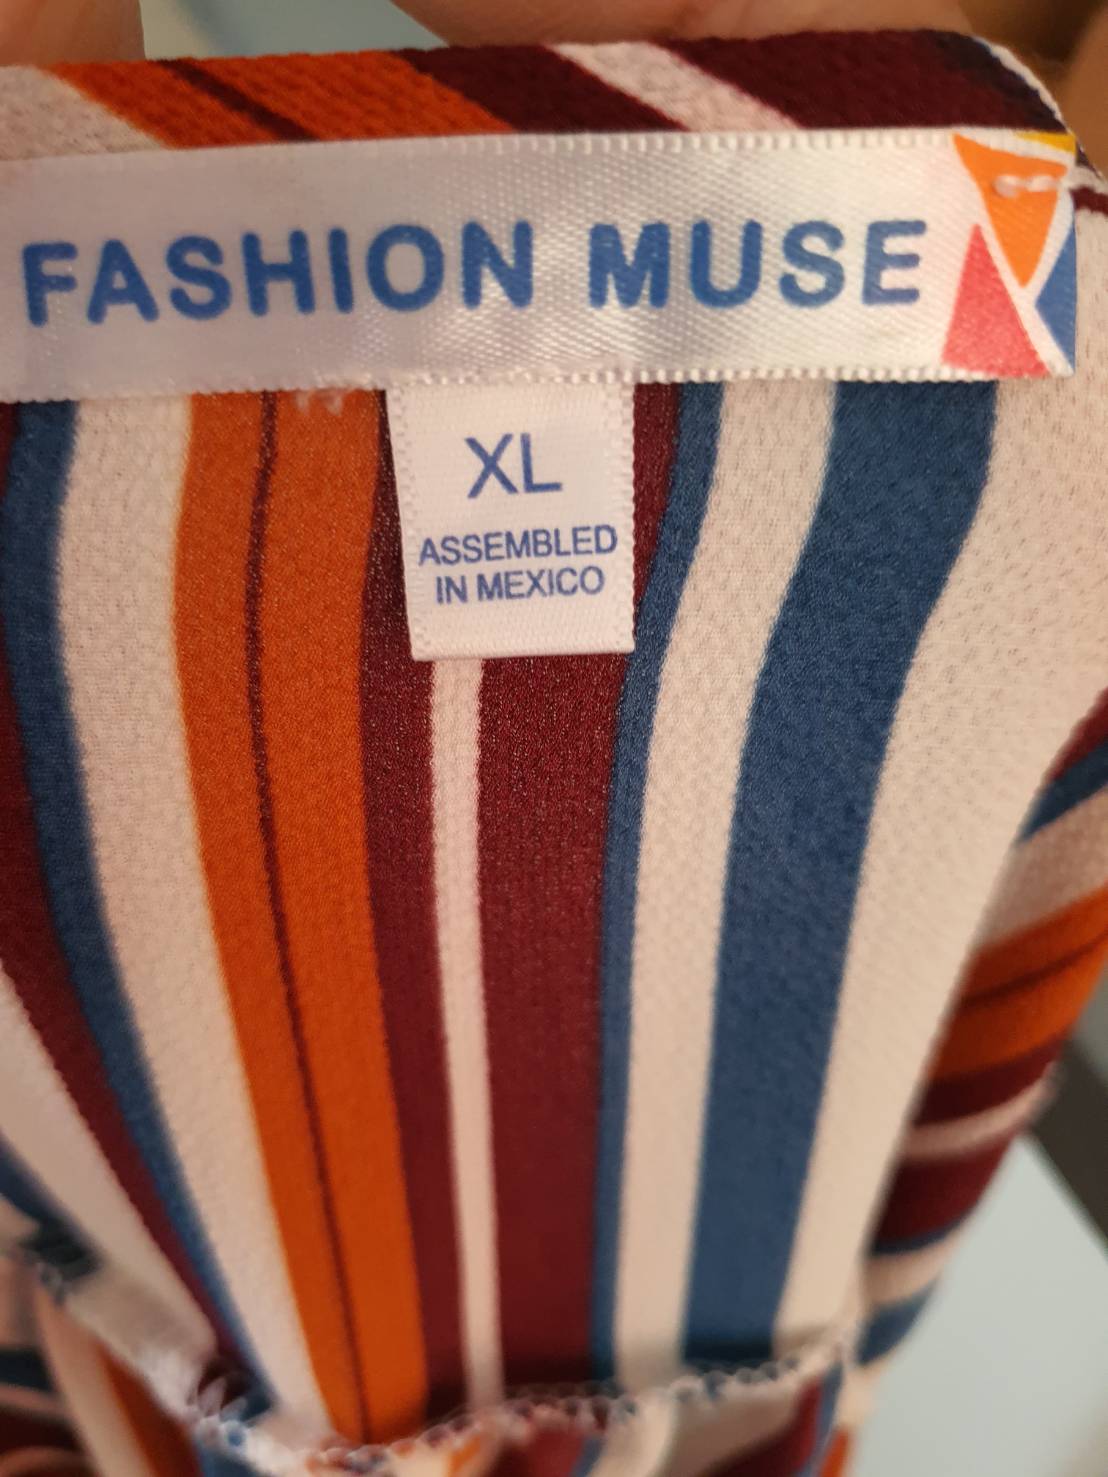 FASHION MUSE
XL
ASSEMBLED
IN MEXICO